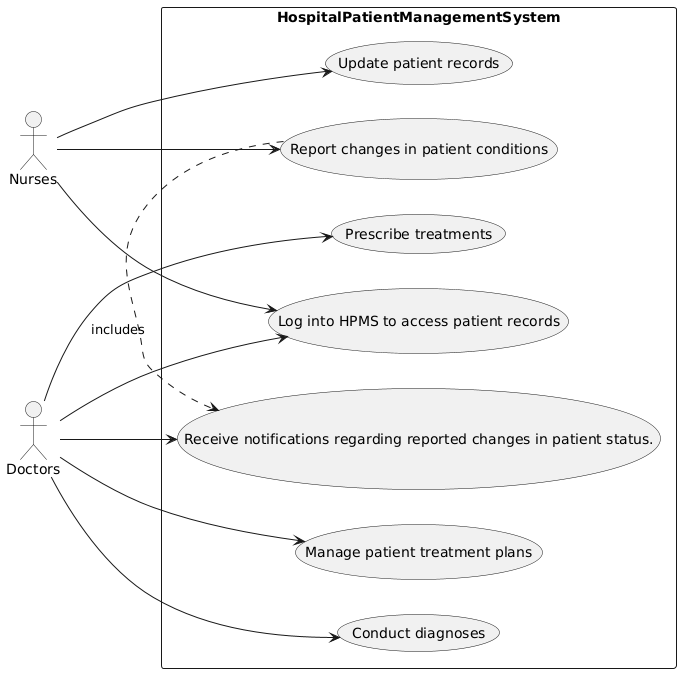 HospitalPatientManagementSystem
Update patient records
Report changes in patient conditions
Nurses
Prescribe treatments
Log into HPMS to access patient records
includes
Receive notifications regarding reported changes in patient status.
Doctors
Manage patient treatment plans
Conduct diagnoses